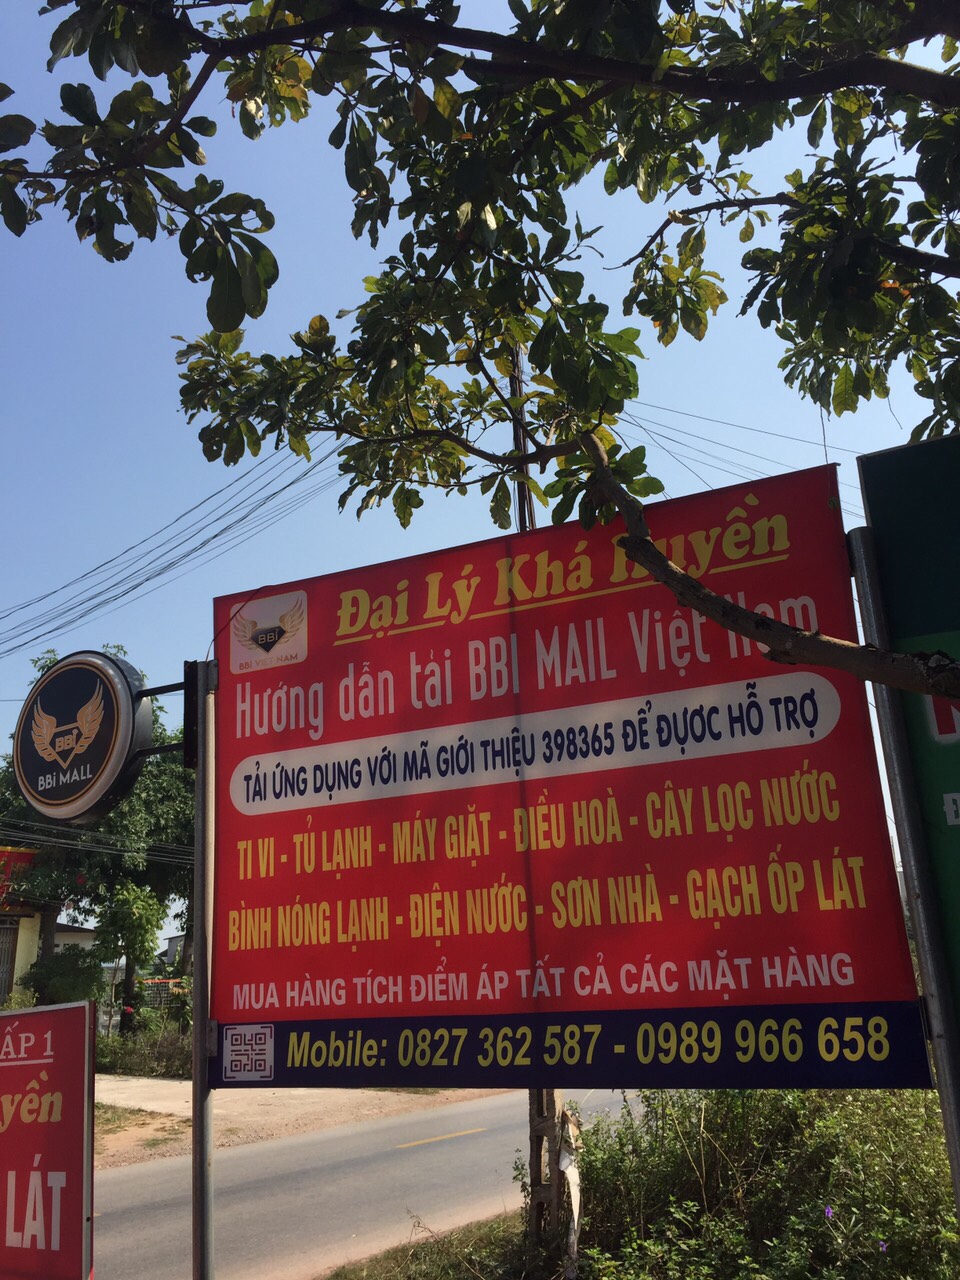 Đại Lý Khá Huyền
BBI
BBI VIỆT NAM
Hướng dẫn tải BBI MAIL Việt Nam
TẢI ỨNG DỤNG VỚI MÃ GIỚI THIỆU 398365 ĐỂ ĐƯỢC HỖ TRỢ
TI VI - TỦ LẠNH - MÁY GIẶT - ĐIỀU HOÀ - CÂY LỌC NƯỚC
BÌNH NÓNG LẠNH - ĐIỆN NƯỚC - SƠN NHÀ - GẠCH ỐP LÁT
MUA HÀNG TÍCH ĐIỂM ÁP TẤT CẢ CÁC MẶT HÀNG
Mobile: 0827 362 587 - 0989 966 658
BBi
BBi MALL
ẤP 1
yền
LÁT